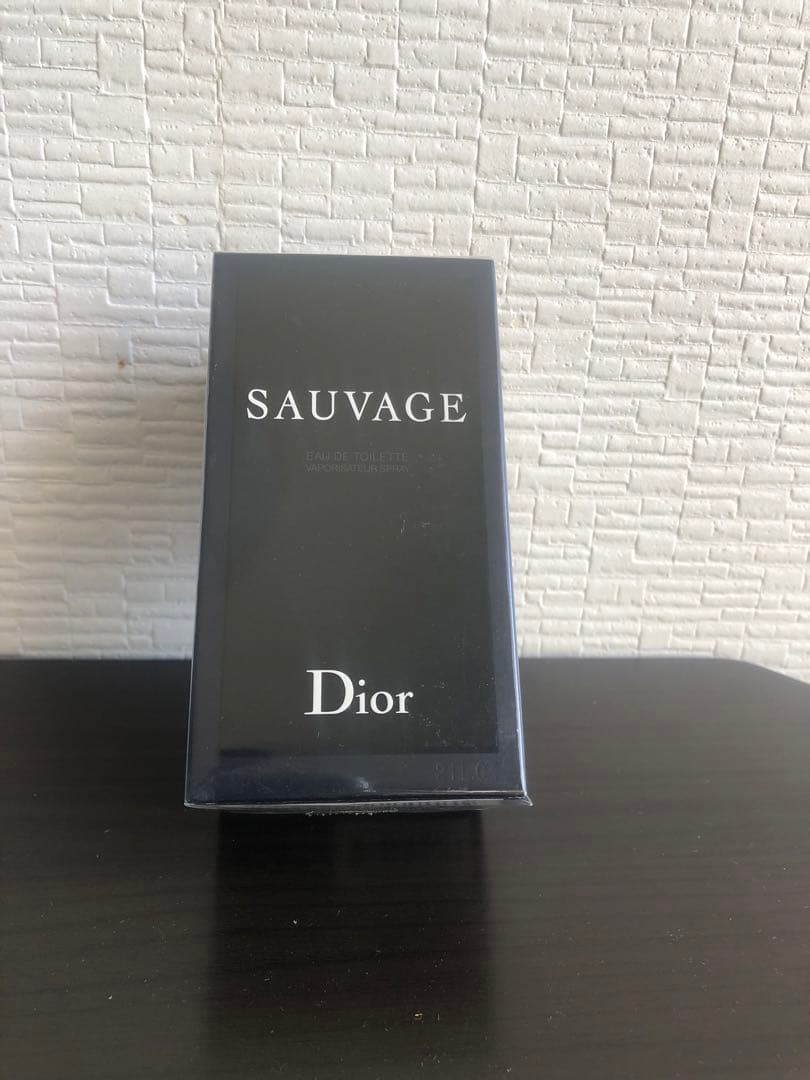 SAUVAGE
EAU DE TOILETTE
VAPORISATEUR SPRAY
Dior